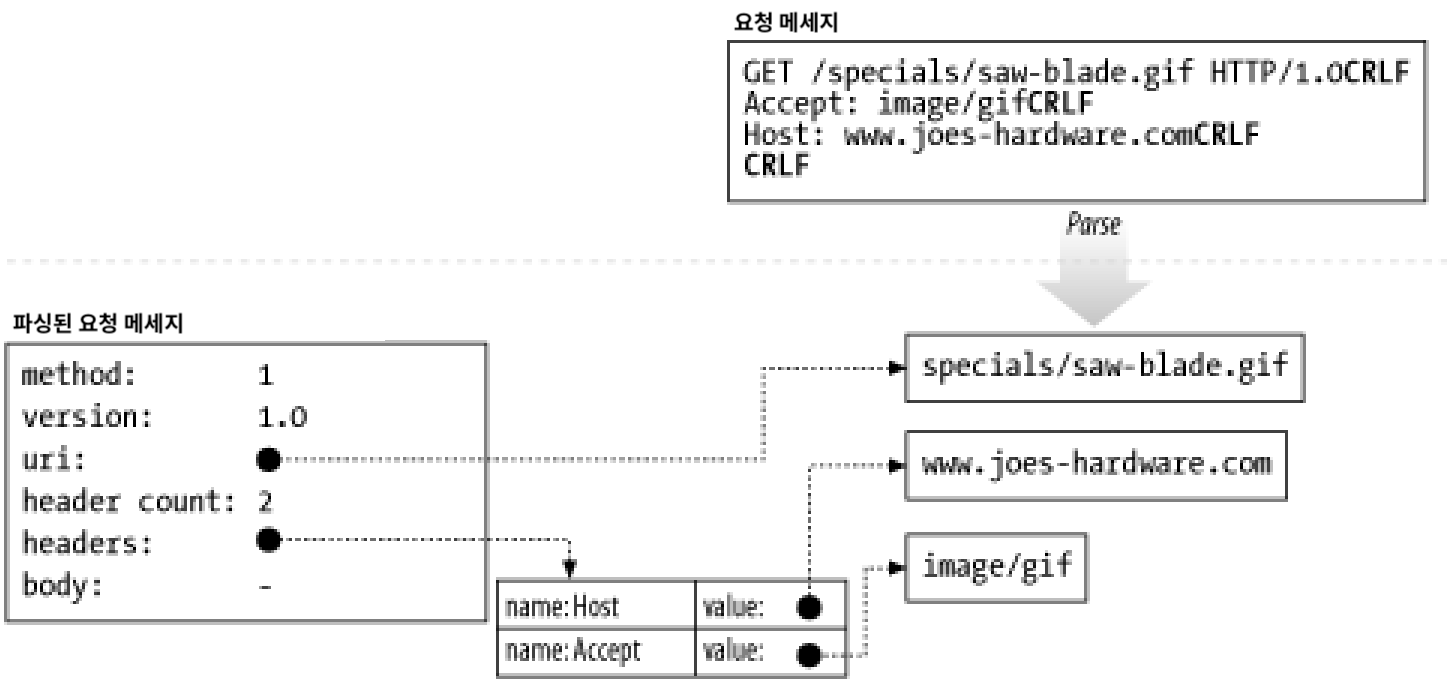 요청 메세지
GET /specials/saw-blade.gif HTTP/1.0CRLF
Accept: image/gifCRLF
Host: www.joes-hardware.comCRLF
CRLF
Parse
파싱된 요청 메세지
method: 1
version: 1.0
uri:
header count: 2
headers:
body: -
specials/saw-blade.gif
www.joes-hardware.com
image/gif
name:Host value:
name:Accept value: